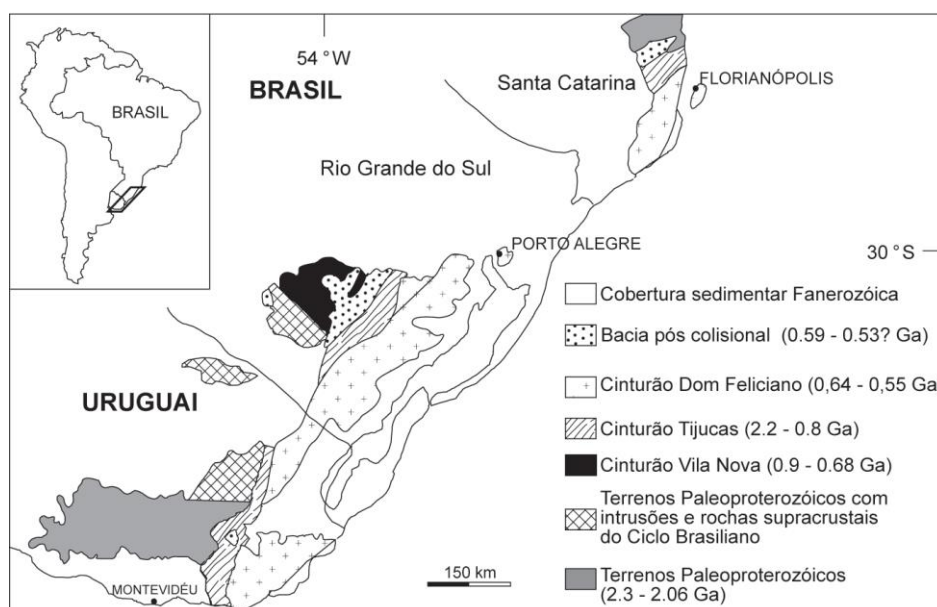 54 ° W
BRASIL
Santa Catarina
FLORIANÓPOLIS
BRASIL
Rio Grande do Sul
PORTO ALEGRE
30 ° S
Cobertura sedimentar Fanerozóica
Bacia pós colisional (0.59 - 0.53? Ga)
URUGUAI
Cinturão Dom Feliciano (0,64 - 0,55 Ga
Cinturão Tijucas (2.2 - 0.8 Ga)
Cinturão Vila Nova (0.9 - 0.68 Ga)
Terrenos Paleoproterozóicos com
intrusões e rochas supracrustais
do Ciclo Brasiliano
150 km
Terrenos Paleoproterozóicos
(2.3 - 2.06 Ga)
MONTEVIDÉU